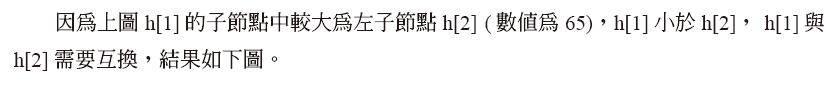 因爲上圖 h[1] 的子節點中較大爲左子節點 h[2] ( 數値爲 65)，h[1] 小於 h[2]， h[1] 與
h[2] 需要互換，結果如下圖。